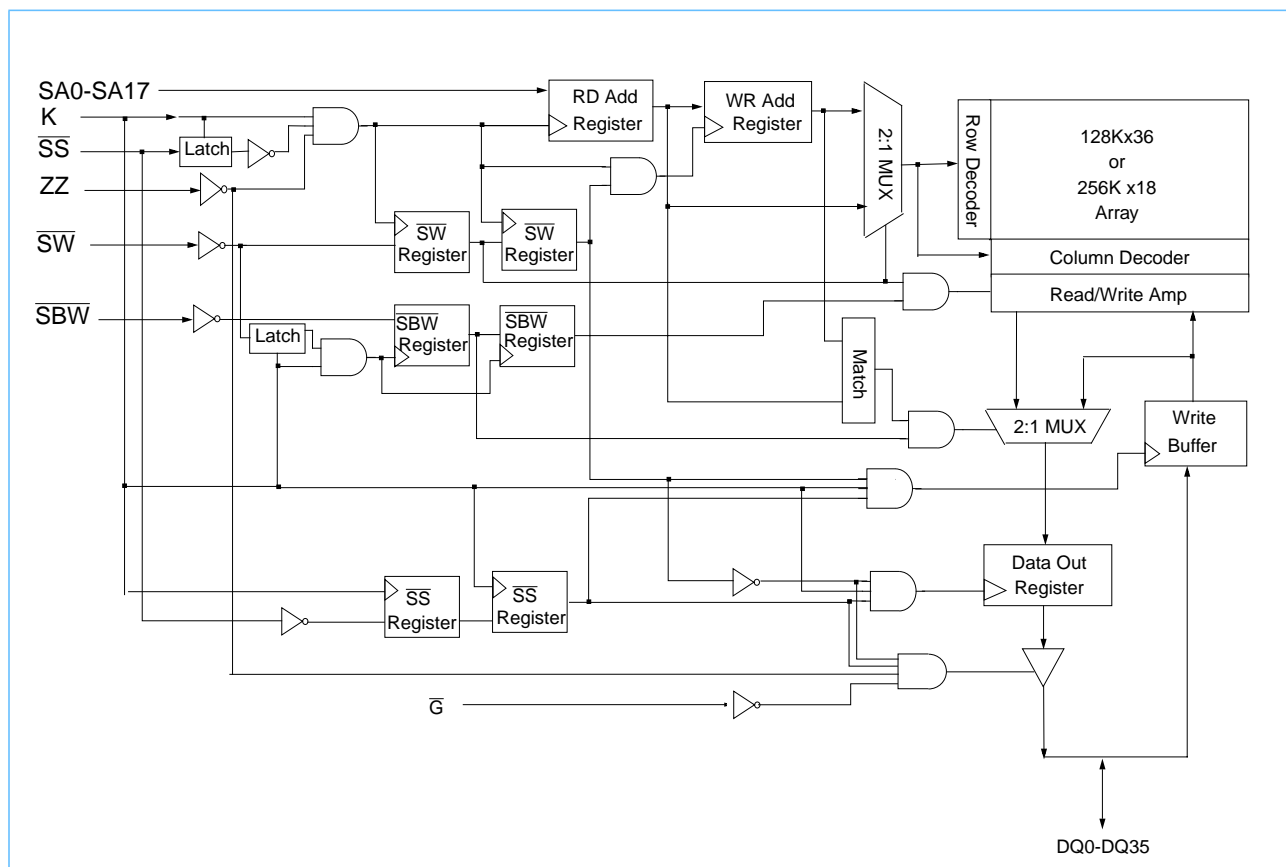 SA0-SA17
K
SS
ZZ
SW
SBW
Latch
RD Add
Register
WR Add
Register
2:1 MUX
Row Decoder
128Kx36
or
256K x18
Array
Column Decoder
Read/Write Amp
SW
Register
SW
Register
Latch
SBW
Register
SBW
Register
Match
2:1 MUX
Write
Buffer
SS
Register
SS
Register
Data Out
Register
G
DQ0-DQ35